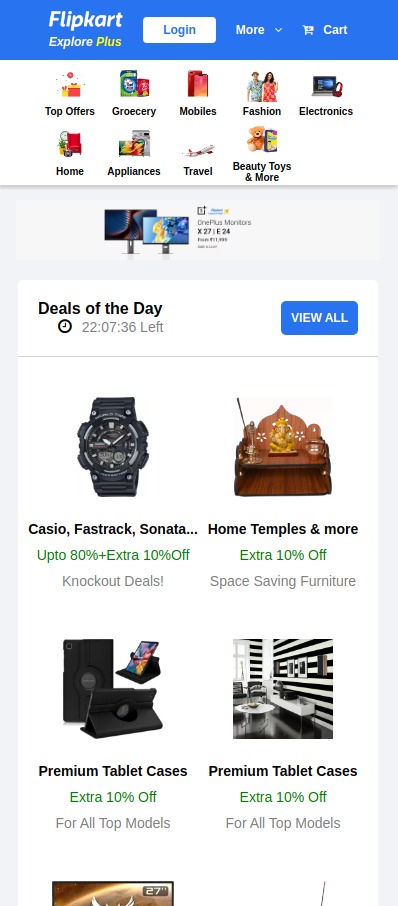 Flipkart
Explore Plus
Login
More
Cart
Top Offers
Groecery
Mobiles
Fashion
Electronics
Home
Appliances
Travel
Beauty Toys
& More
OnePlus Monitors
X 27 | E 24
From ₹11,999
Deals of the Day
22:07:36 Left
VIEW ALL
Casio, Fastrack, Sonata...
Home Temples & more
Upto 80%+Extra 10%Off
Extra 10% Off
Knockout Deals!
Space Saving Furniture
Premium Tablet Cases
Premium Tablet Cases
Extra 10% Off
Extra 10% Off
For All Top Models
For All Top Models
27"